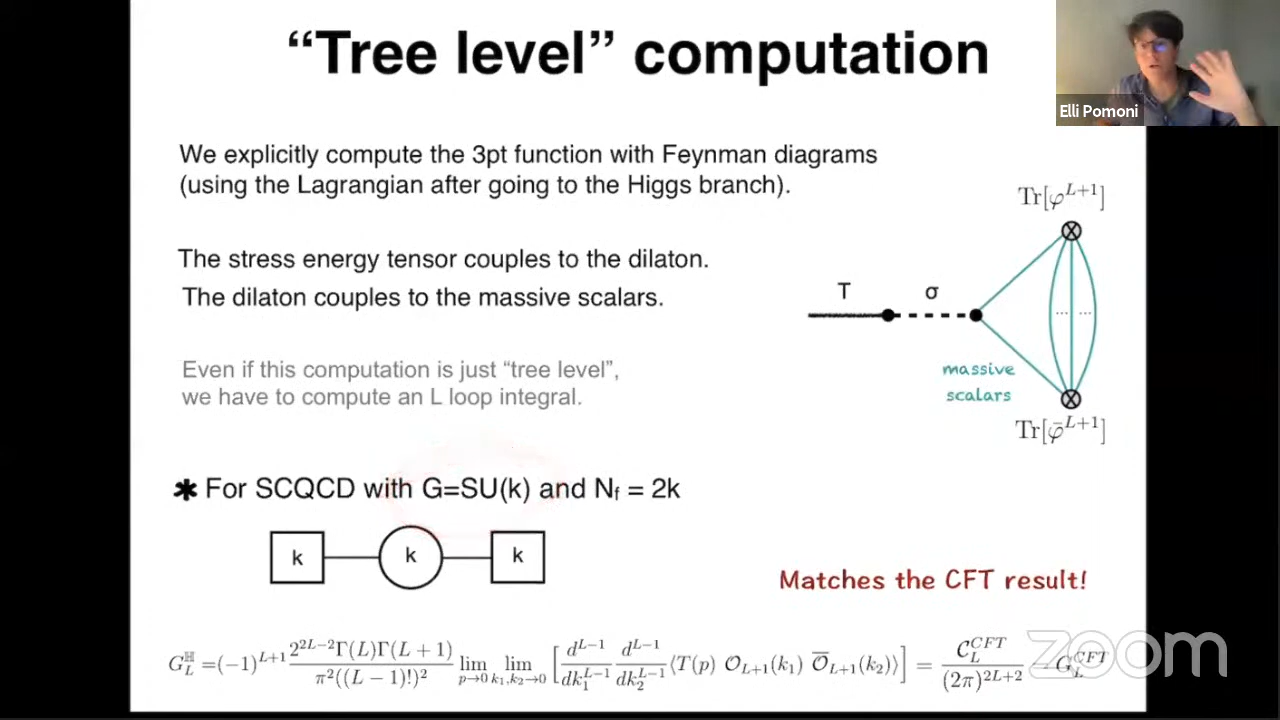 “Tree level” computation
Elli Pomoni
We explicitly compute the 3pt function with Feynman diagrams
(using the Lagrangian after going to the Higgs branch).
Tr[φ^{L+1}]
The stress energy tensor couples to the dilaton.
The dilaton couples to the massive scalars.
T σ
... ...
Even if this computation is just “tree level”,
we have to compute an L loop integral.
massive
scalars
Tr[φ̄^{L+1}]
✱ For SCQCD with G=SU(k) and N_f = 2k
k k k
Matches the CFT result!
G_L^ℍ =(-1)^{L+1} \frac{2^{2L-2}Γ(L)Γ(L+1)}{π^2((L-1)!)^2} \lim_{p→0} \lim_{k_1,k_2→0} [\frac{d^{L-1}}{dk_1^{L-1}} \frac{d^{L-1}}{dk_2^{L-1}} ⟨T(p) O_{L+1}(k_1) \overline{O}_{L+1}(k_2)⟩] = \frac{C_L^{CFT}}{(2π)^{2L+2}} = G_L^{CFT}
zoom